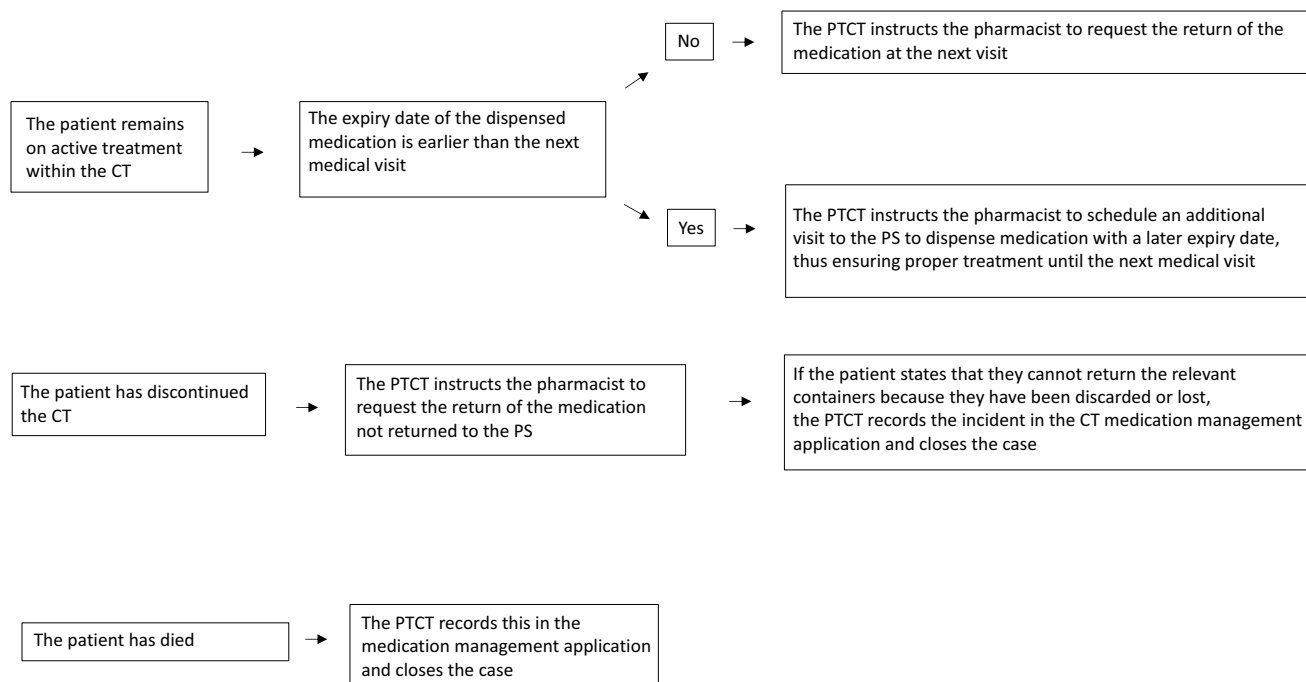 The patient remains
on active treatment
within the CT
The expiry date of the dispensed
medication is earlier than the next
medical visit
No
The PTCT instructs the pharmacist to request the return of the
medication at the next visit
Yes
The PTCT instructs the pharmacist to schedule an additional
visit to the PS to dispense medication with a later expiry date,
thus ensuring proper treatment until the next medical visit
The patient has discontinued
the CT
The PTCT instructs the pharmacist to
request the return of the medication
not returned to the PS
If the patient states that they cannot return the relevant
containers because they have been discarded or lost,
the PTCT records the incident in the CT medication management
application and closes the case
The patient has died
The PTCT records this in the
medication management application
and closes the case